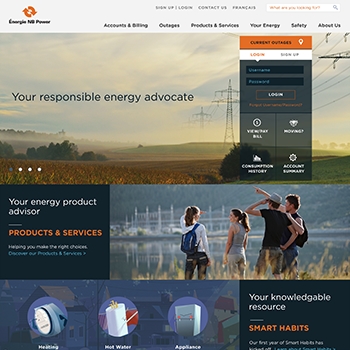 SIGN UP | LOGIN CONTACT US FRANÇAIS What are you looking for?
Énergie NB Power
Accounts & Billing Outages Products & Services Your Energy Safety About Us
CURRENT OUTAGES
LOGIN SIGN UP
Username
Password
LOGIN
Forgot Username/Password?
Your responsible energy advocate
VIEW/PAY BILL
MOVING?
CONSUMPTION HISTORY
ACCOUNT SUMMARY
Your energy product
advisor
PRODUCTS & SERVICES
Helping you make the right choices.
Discover our Products & Services >
Heating Hot Water Appliance
Your knowledgable
resource
SMART HABITS
Our first year of Smart Habits has
kicked off. Learn about Smart Habits >